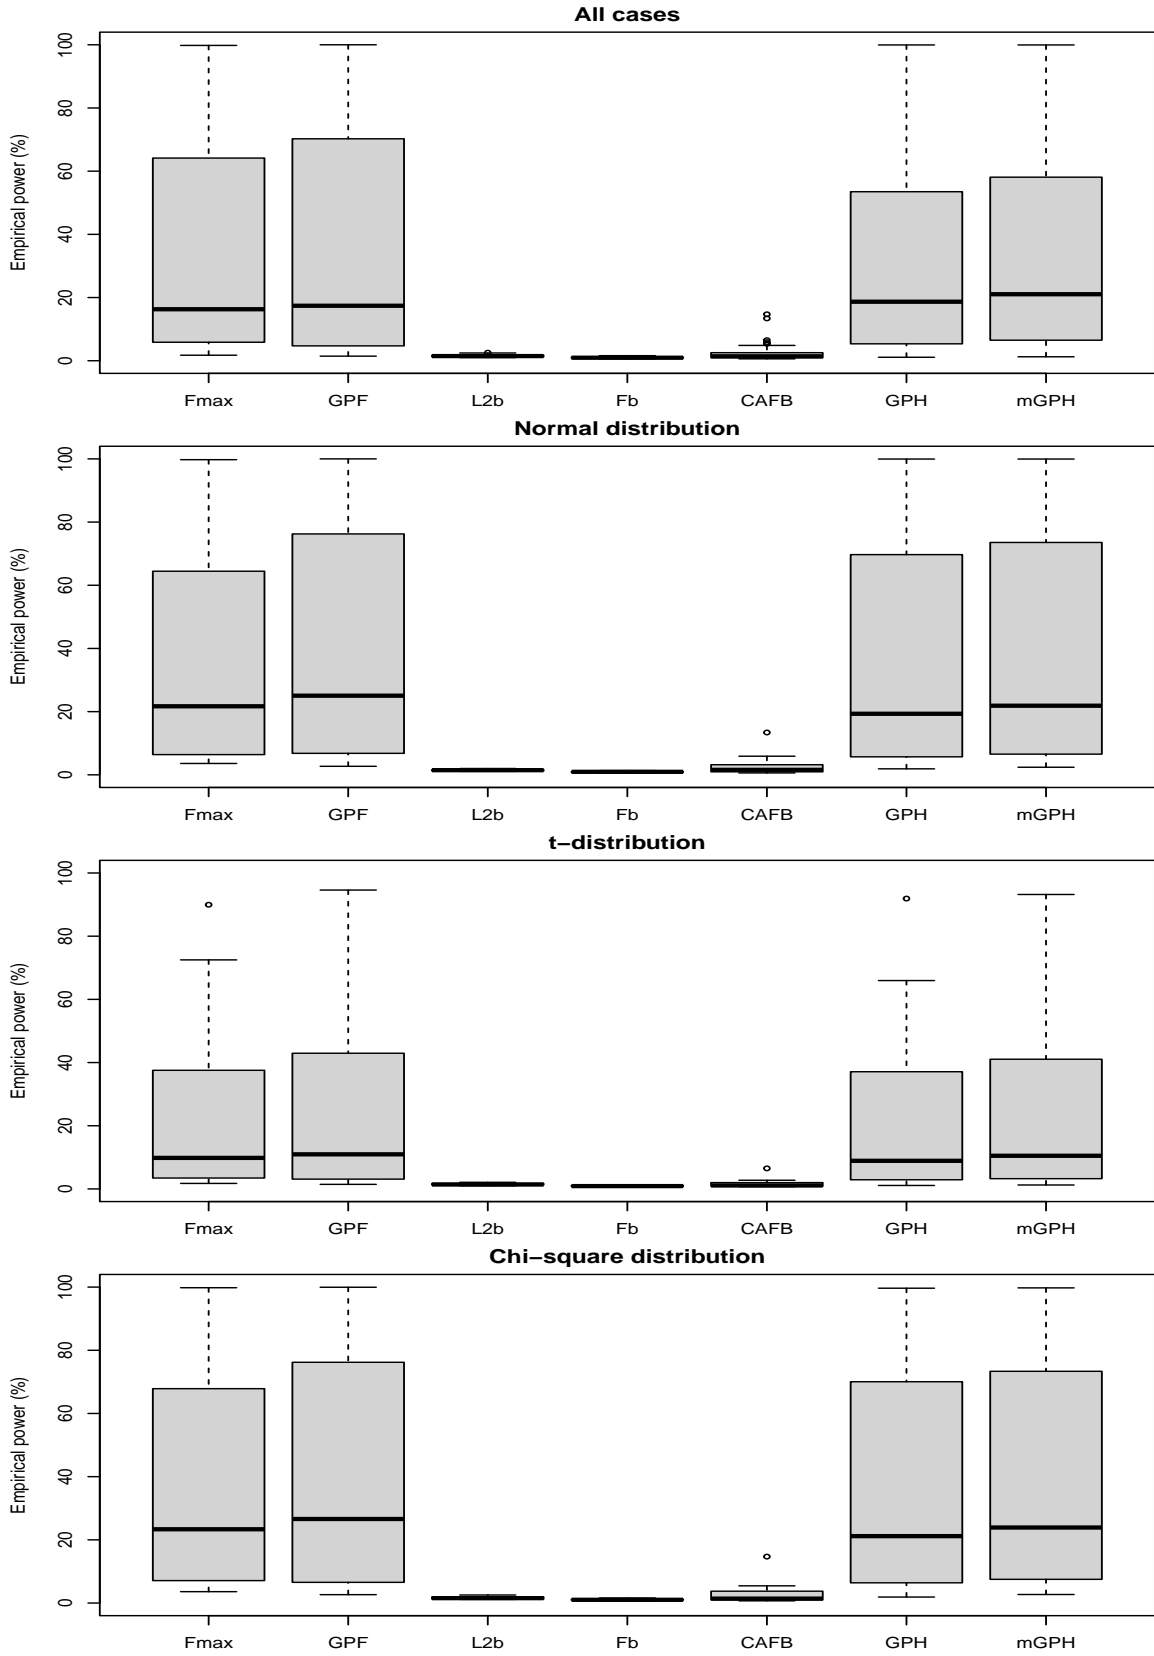 All cases
Empirical power (%)
100
80
60
40
20
0
Fmax GPF L2b Fb CAFB GPH mGPH
Normal distribution
Empirical power (%)
100
80
60
40
20
0
Fmax GPF L2b Fb CAFB GPH mGPH
t−distribution
Empirical power (%)
100
80
60
40
20
0
Fmax GPF L2b Fb CAFB GPH mGPH
Chi−square distribution
Empirical power (%)
100
80
60
40
20
0
Fmax GPF L2b Fb CAFB GPH mGPH